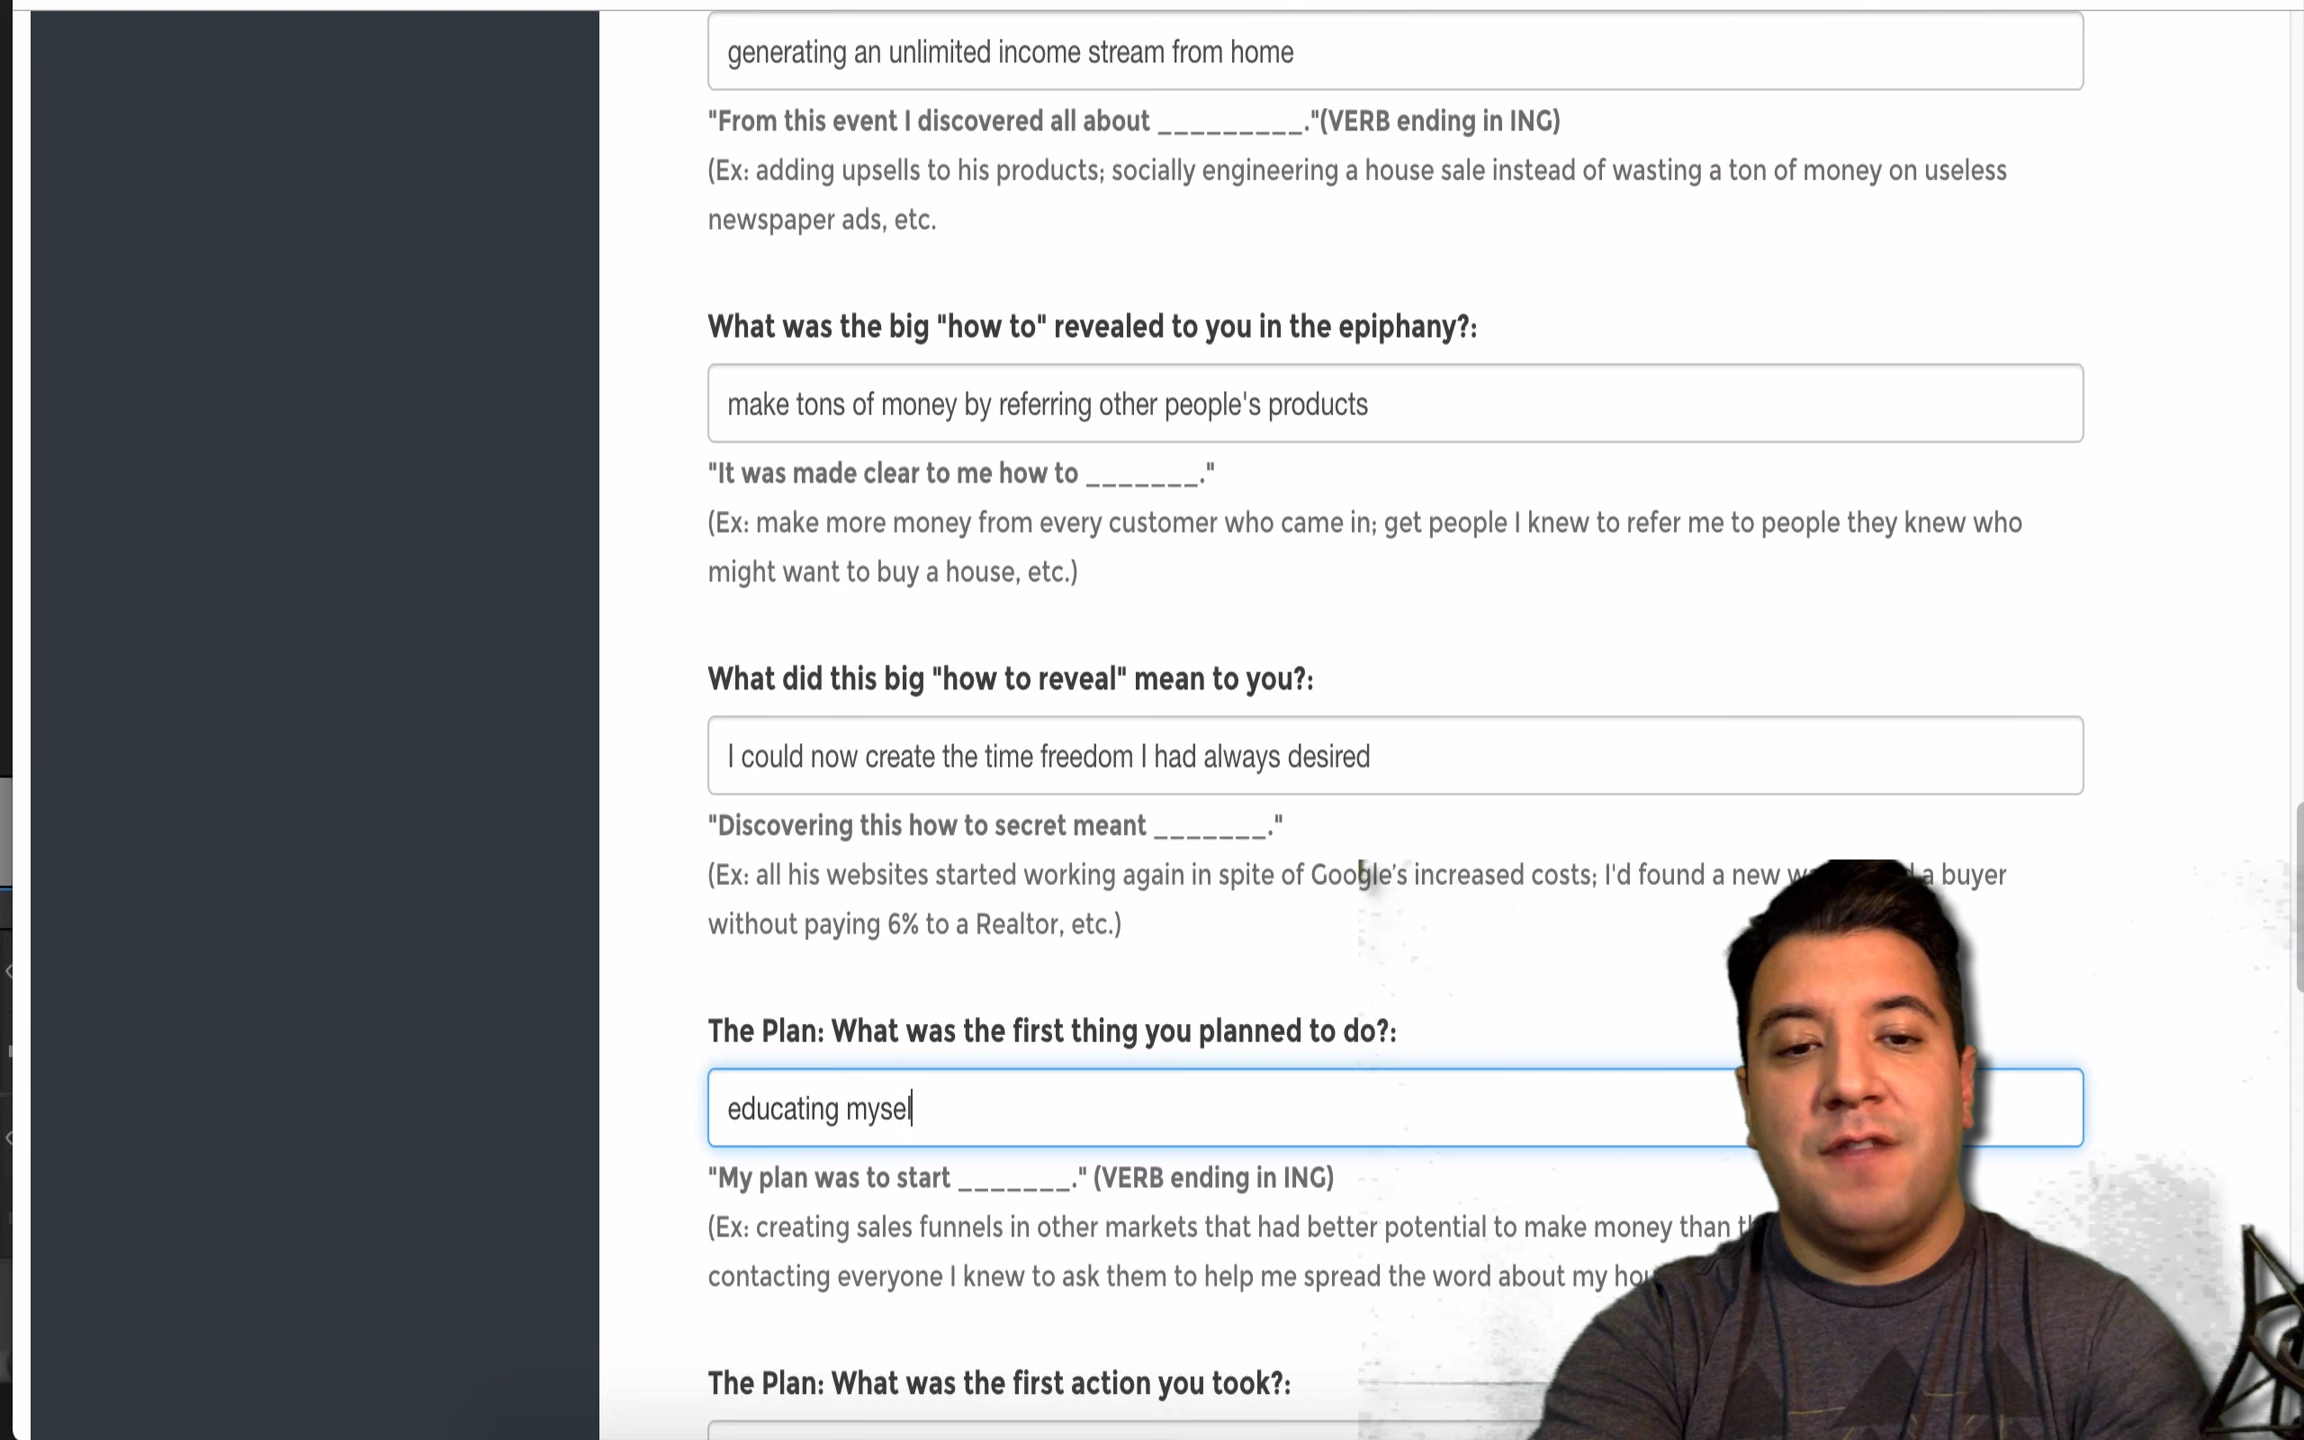 generating an unlimited income stream from home
"From this event I discovered all about _________."(VERB ending in ING)
(Ex: adding upsells to his products; socially engineering a house sale instead of wasting a ton of money on useless
newspaper ads, etc.
What was the big "how to" revealed to you in the epiphany?:
make tons of money by referring other people's products
"It was made clear to me how to _______."
(Ex: make more money from every customer who came in; get people I knew to refer me to people they knew who
might want to buy a house, etc.)
What did this big "how to reveal" mean to you?:
I could now create the time freedom I had always desired
"Discovering this how to secret meant _______."
(Ex: all his websites started working again in spite of Google's increased costs; I'd found a new a buyer
without paying 6% to a Realtor, etc.)
The Plan: What was the first thing you planned to do?:
educating mysel
"My plan was to start _______." (VERB ending in ING)
(Ex: creating sales funnels in other markets that had better potential to make money than
contacting everyone I knew to ask them to help me spread the word about my
The Plan: What was the first action you took?: